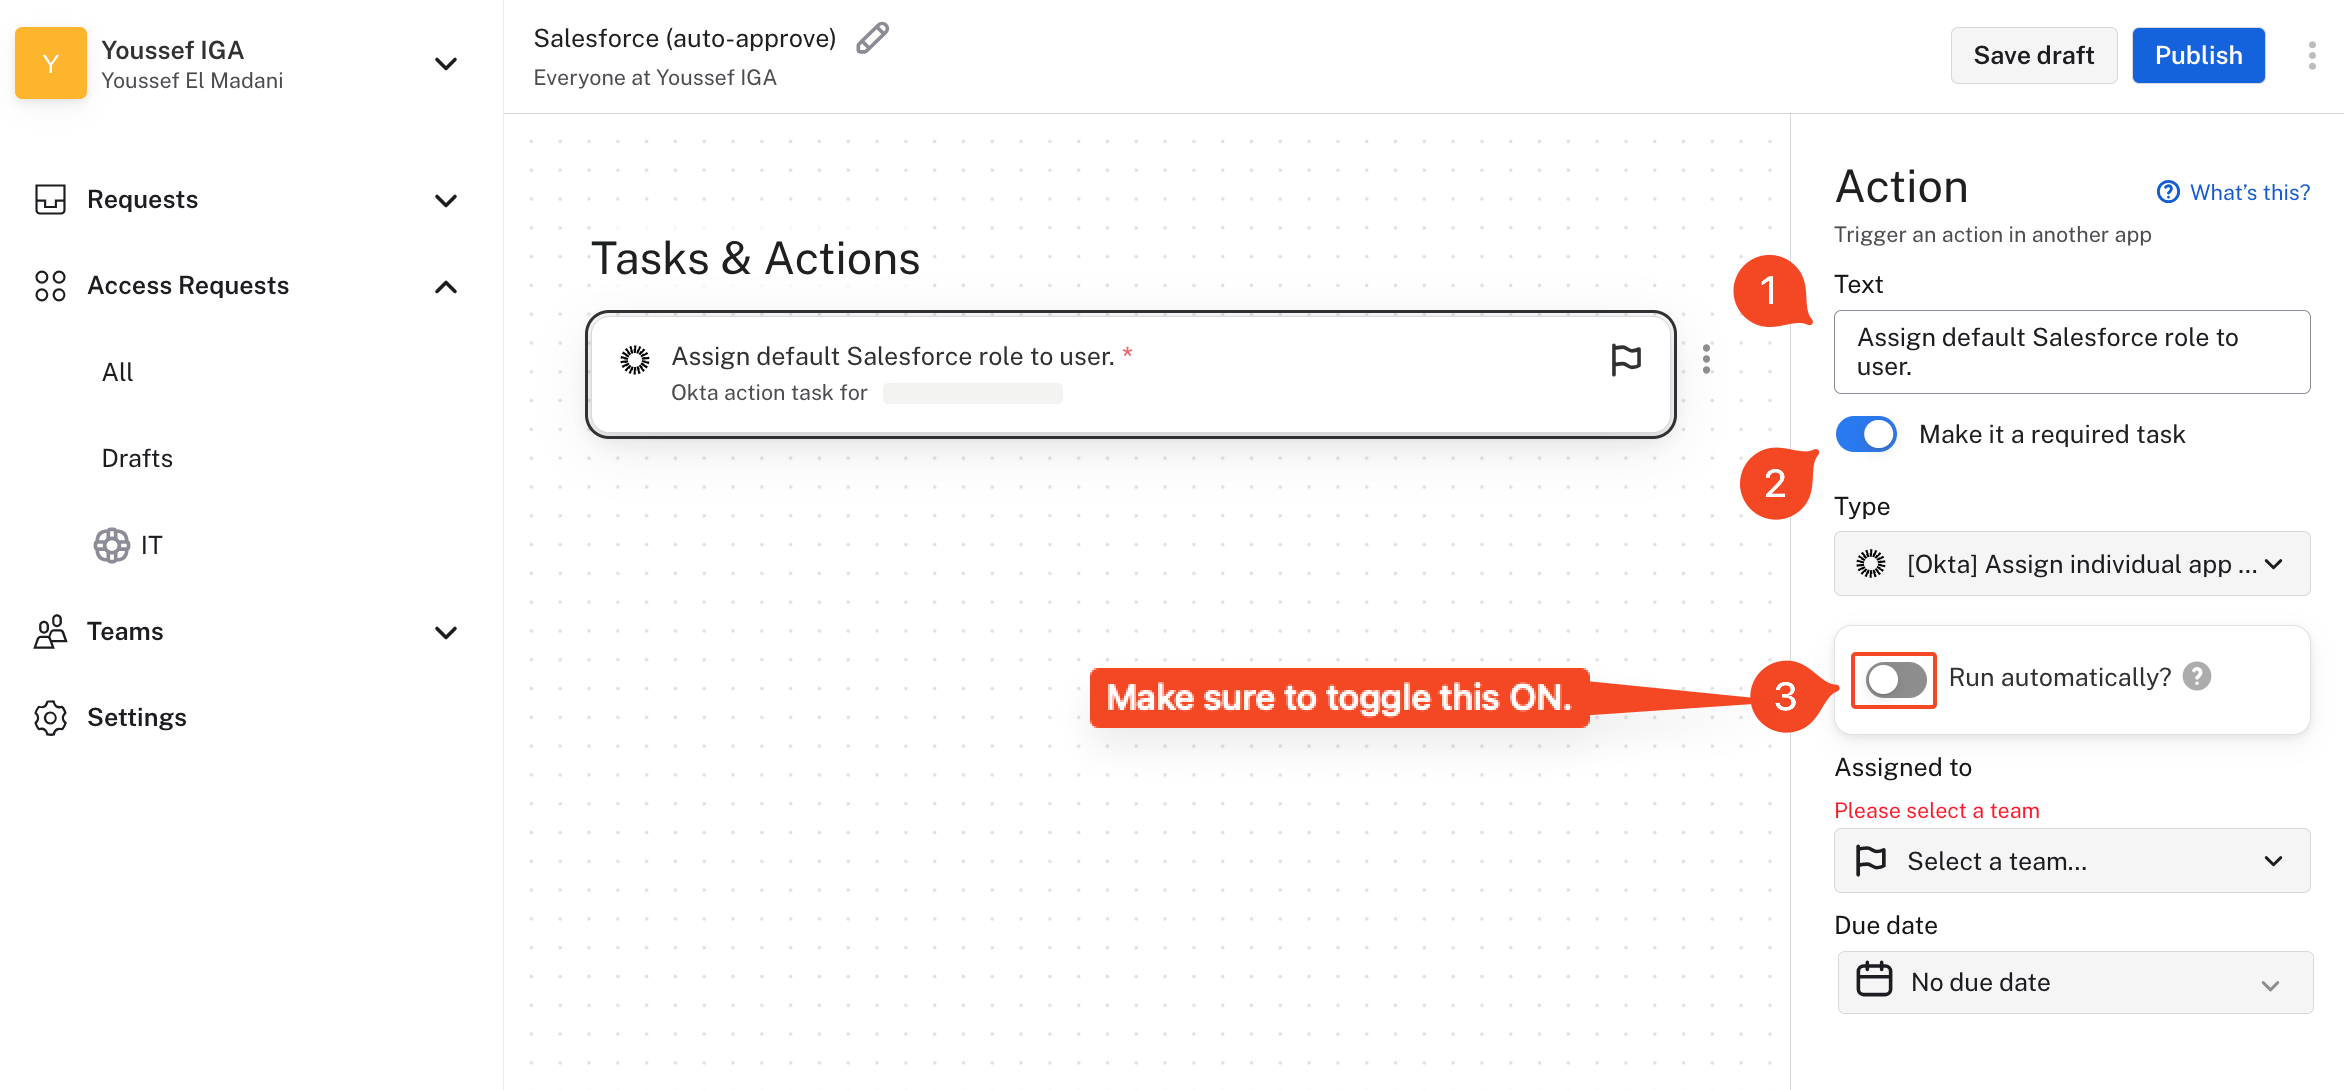 Y
Youssef IGA
Youssef El Madani
Requests
Access Requests
All
Drafts
IT
Teams
Settings
Salesforce (auto-approve)
Everyone at Youssef IGA
Save draft
Publish
Tasks & Actions
Assign default Salesforce role to user. *
Okta action task for
Make sure to toggle this ON.
Action
? What's this?
Trigger an action in another app
1
Text
Assign default Salesforce role to
user.
Make it a required task
2
Type
[Okta] Assign individual app ...
3
Run automatically? ?
Assigned to
Please select a team
Select a team...
Due date
No due date